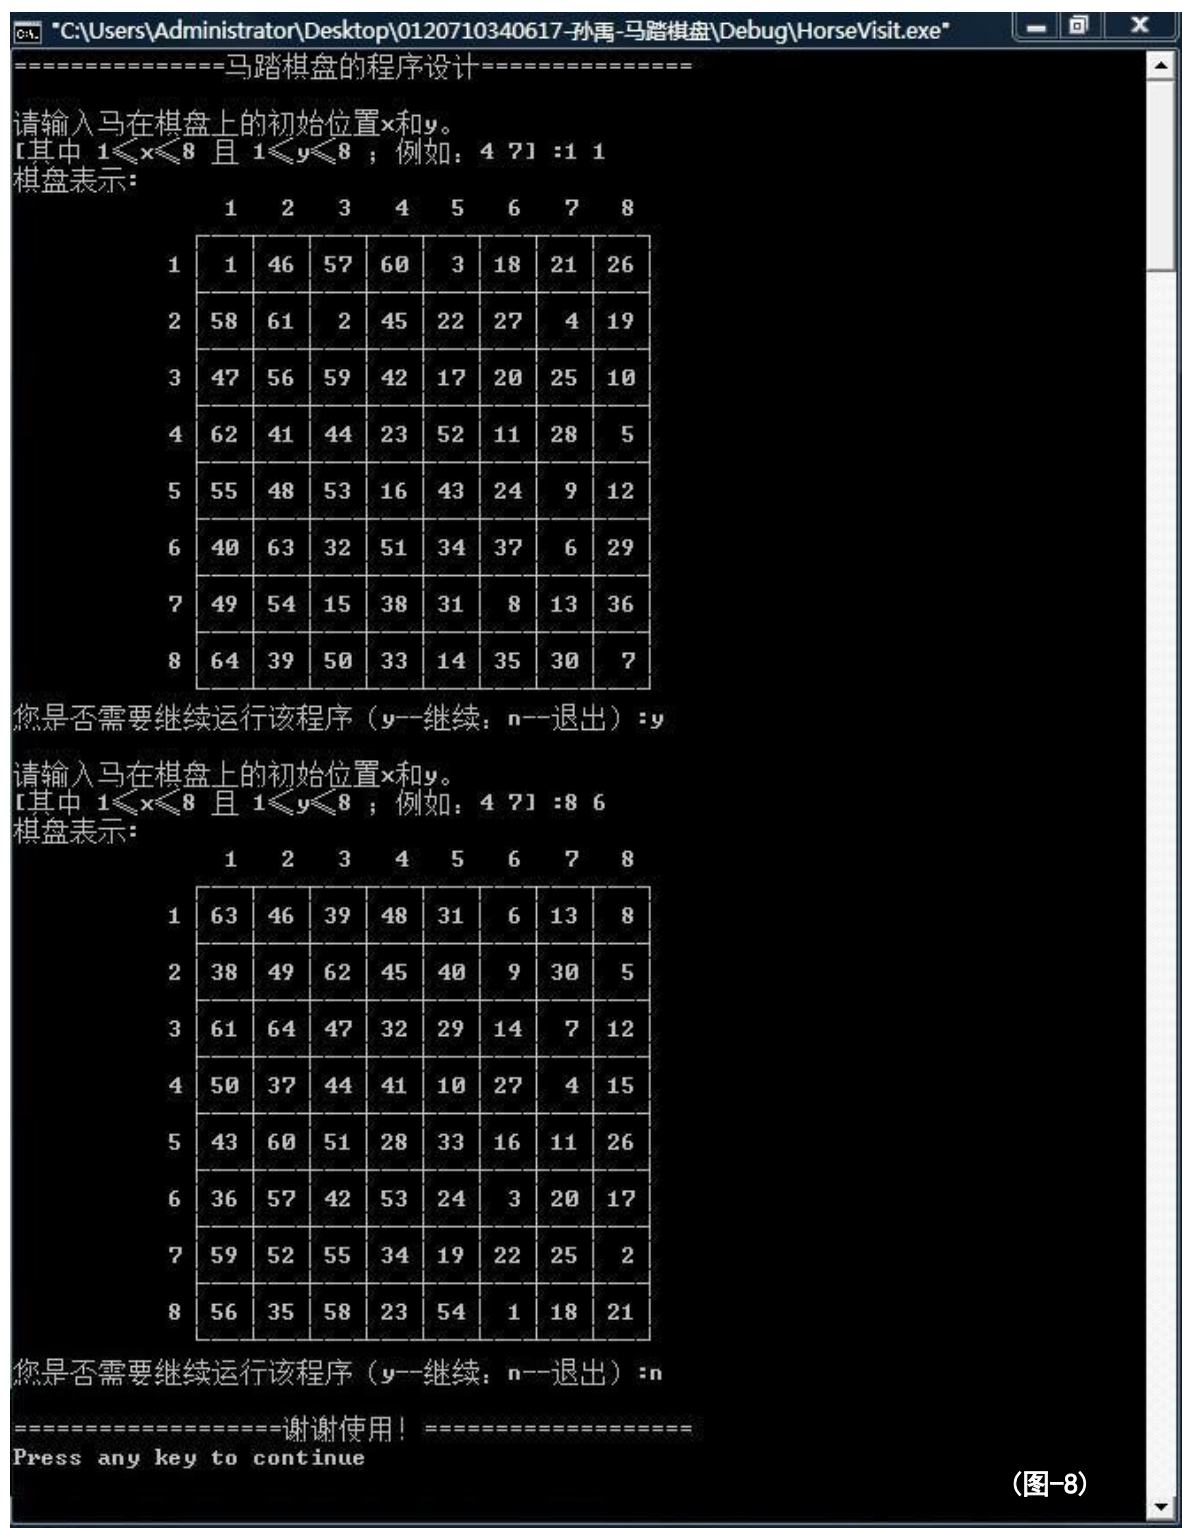 "C:\Users\Administrator\Desktop\0120710340617-孙禹-马踏棋盘\Debug\HorseVisit.exe"
===============马踏棋盘的程序设计===============
请输入马在棋盘上的初始位置x和y。
[其中 1≤x≤8 且 1≤y≤8 ；例如：4 7] :1 1
棋盘表示:
1 2 3 4 5 6 7 8
1 1 46 57 60 3 18 21 26
2 58 61 2 45 22 27 4 19
3 47 56 59 42 17 20 25 10
4 62 41 44 23 52 11 28 5
5 55 48 53 16 43 24 9 12
6 40 63 32 51 34 37 6 29
7 49 54 15 38 31 8 13 36
8 64 39 50 33 14 35 30 7
您是否需要继续运行该程序（y--继续；n--退出）:y
请输入马在棋盘上的初始位置x和y。
[其中 1≤x≤8 且 1≤y≤8 ；例如：4 7] :8 6
棋盘表示:
1 2 3 4 5 6 7 8
1 63 46 39 48 31 6 13 8
2 38 49 62 45 40 9 30 5
3 61 64 47 32 29 14 7 12
4 50 37 44 41 10 27 4 15
5 43 60 51 28 33 16 11 26
6 36 57 42 53 24 3 20 17
7 59 52 55 34 19 22 25 2
8 56 35 58 23 54 1 18 21
您是否需要继续运行该程序（y--继续；n--退出）:n
===================谢谢使用！===================
Press any key to continue
(图-8)